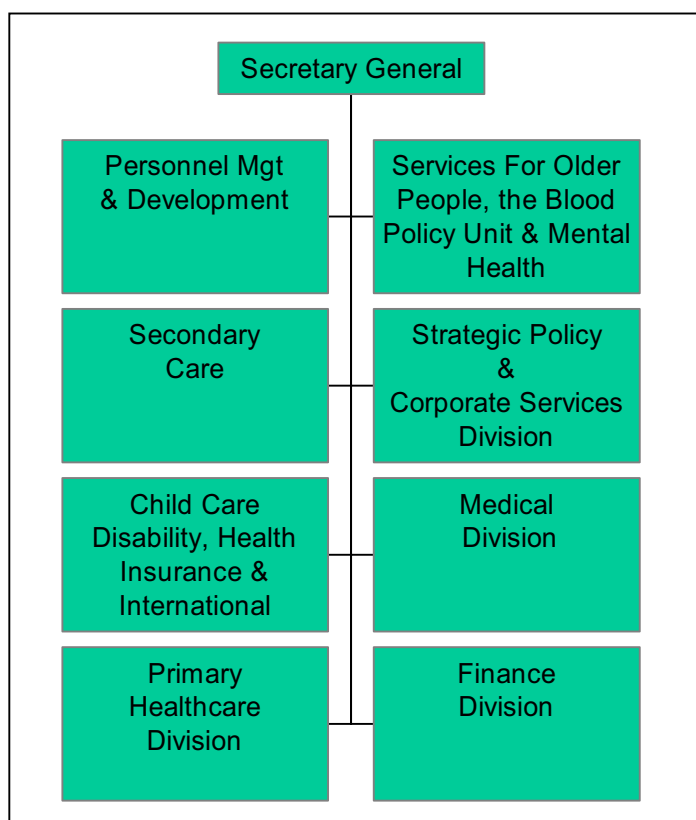 Secretary General
Personnel Mgt
& Development
Services For Older
People, the Blood
Policy Unit & Mental
Health
Secondary
Care
Strategic Policy
&
Corporate Services
Division
Child Care
Disability, Health
Insurance &
International
Medical
Division
Primary
Healthcare
Division
Finance
Division